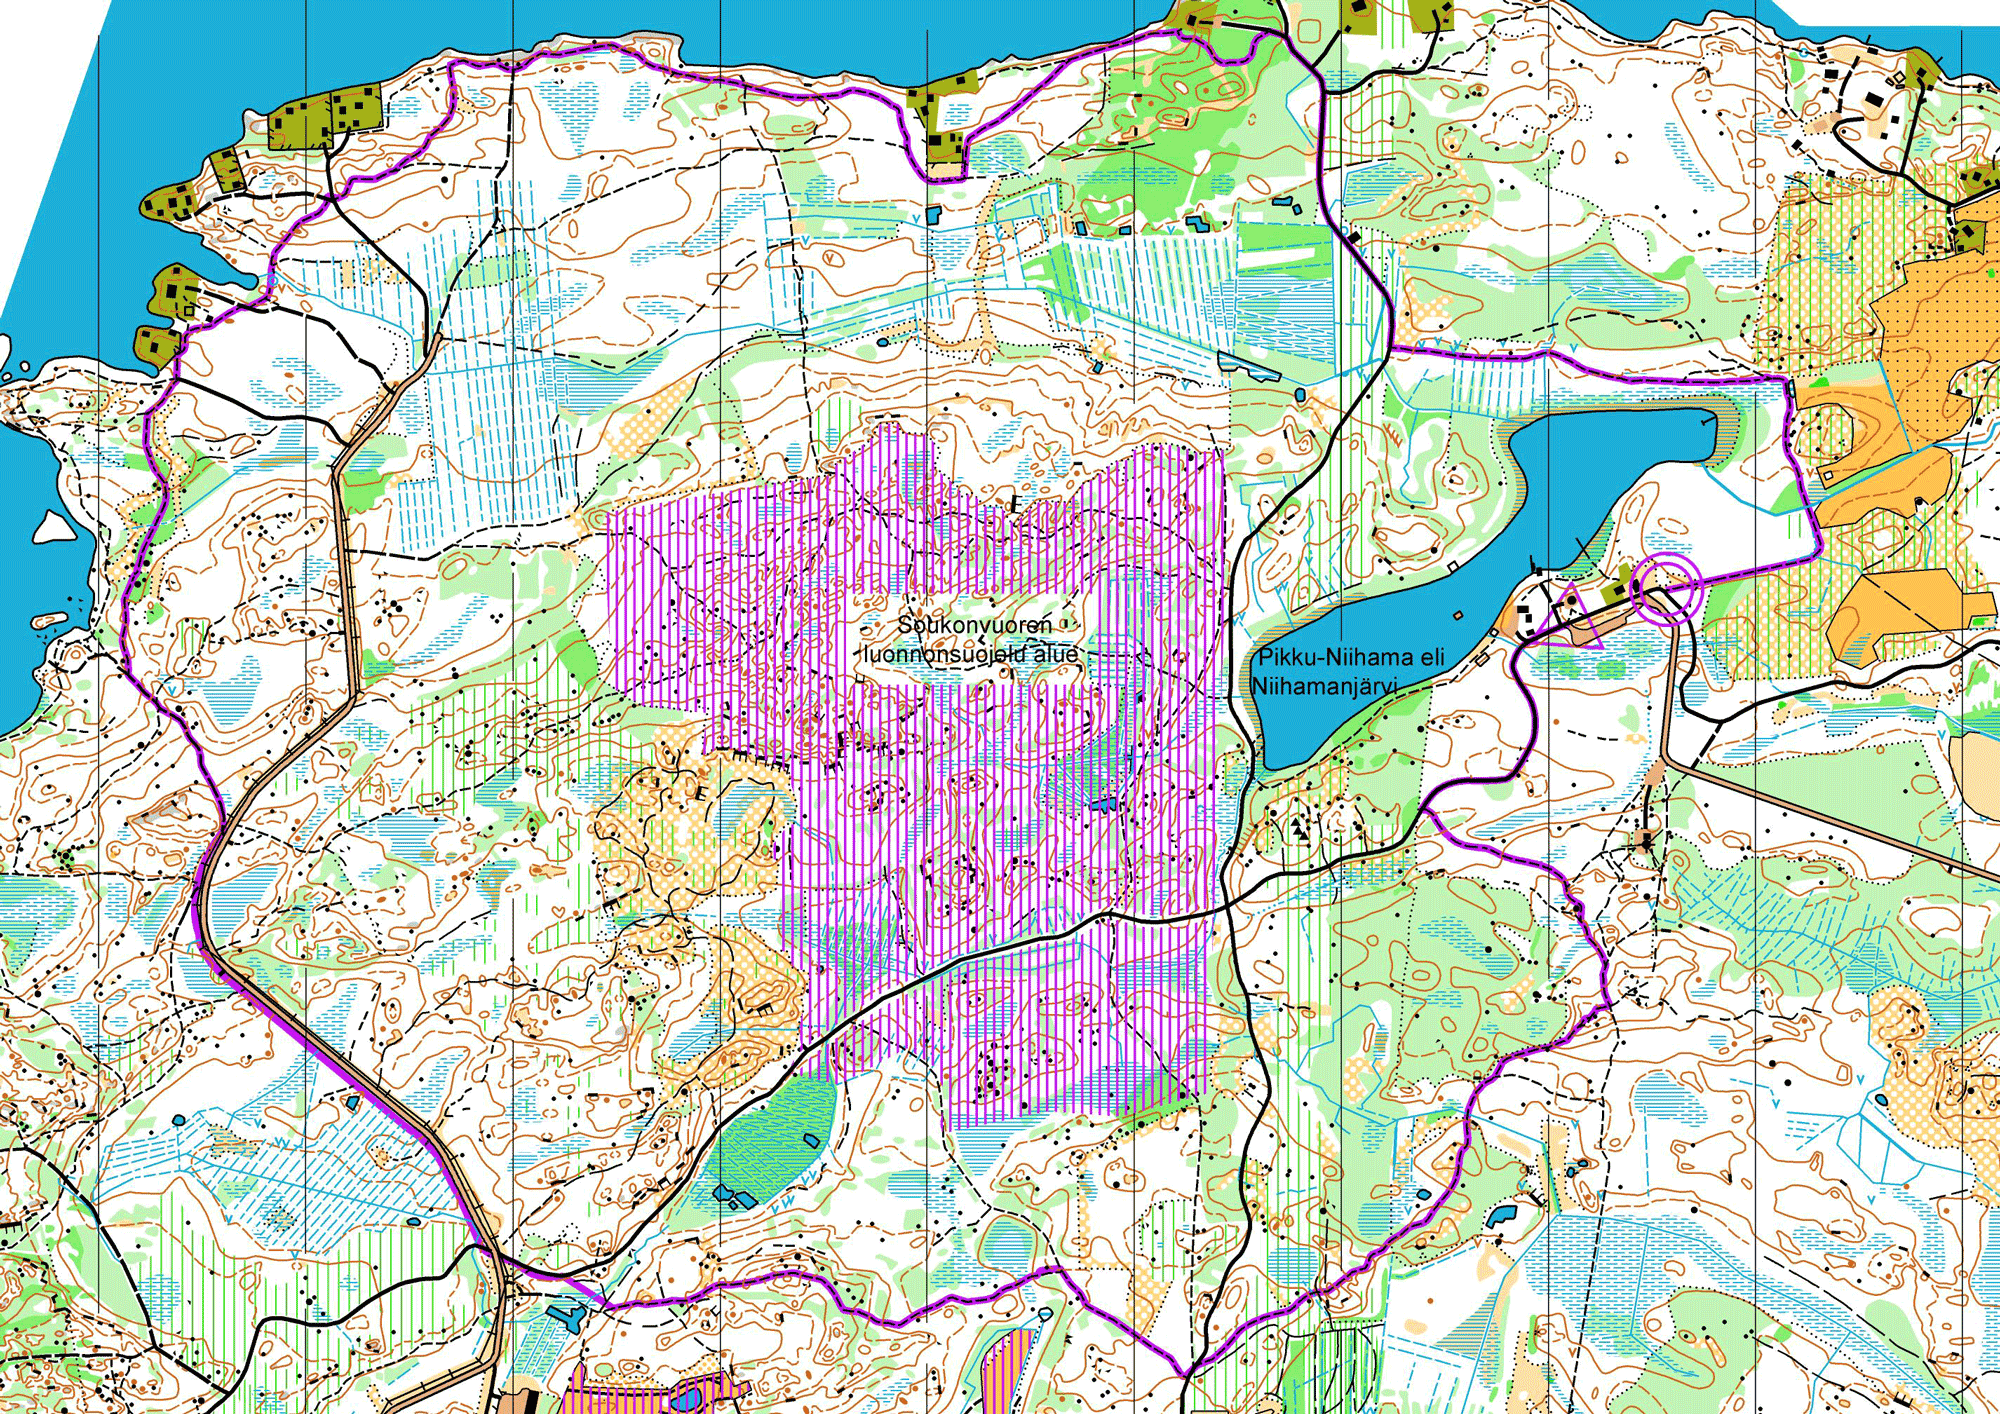 Soukonvuoren
luonnonsuojelu alue
Pikku-Niihama eli
Niihamanjärvi